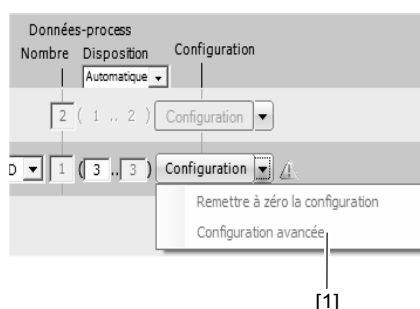 Données-process
Nombre Disposition Configuration
Automatique
2 ( 1 .. 2 ) Configuration
D 1 ( 3 .. 3 ) Configuration
Remettre à zéro la configuration
Configuration avancée
[1]